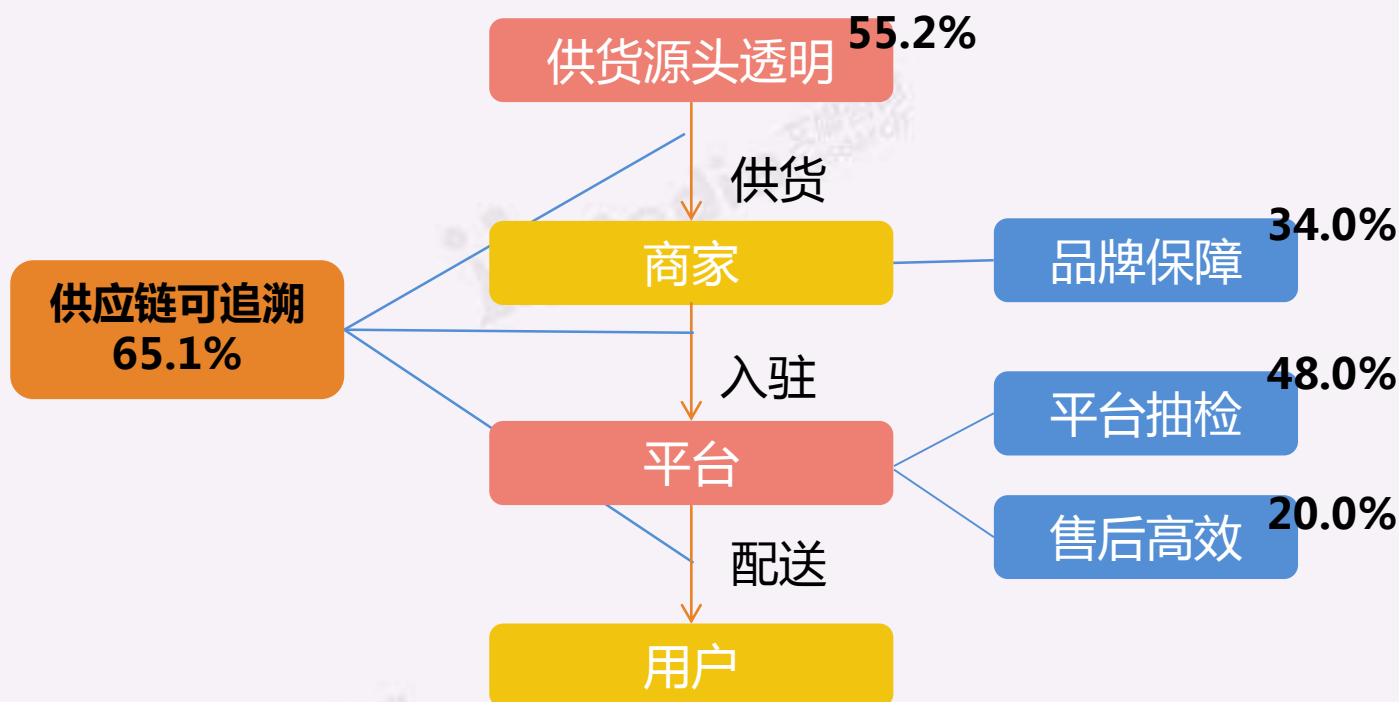 供货源头透明
55.2%
供货
商家
品牌保障
34.0%
供应链可追溯
65.1%
入驻
平台抽检
48.0%
平台
售后高效
20.0%
配送
用户